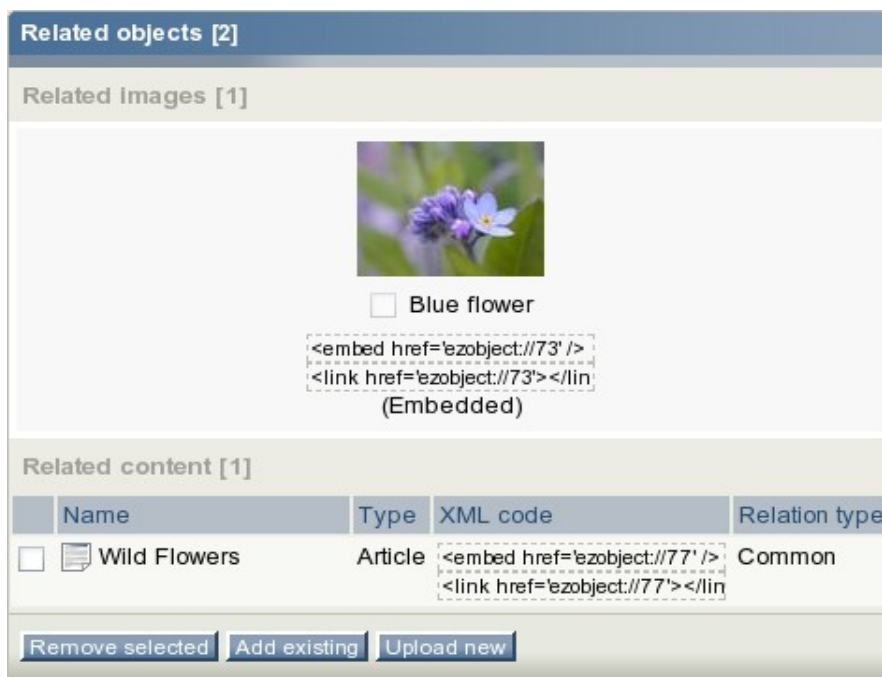 Related objects [2]
Related images [1]
Blue flower
<embed href='ezobject://73' />
<link href='ezobject://73'></lin
(Embedded)
Related content [1]
Name Type XML code Relation type
Wild Flowers Article <embed href='ezobject://77' /> Common
<link href='ezobject://77'></lin
Remove selected Add existing Upload new